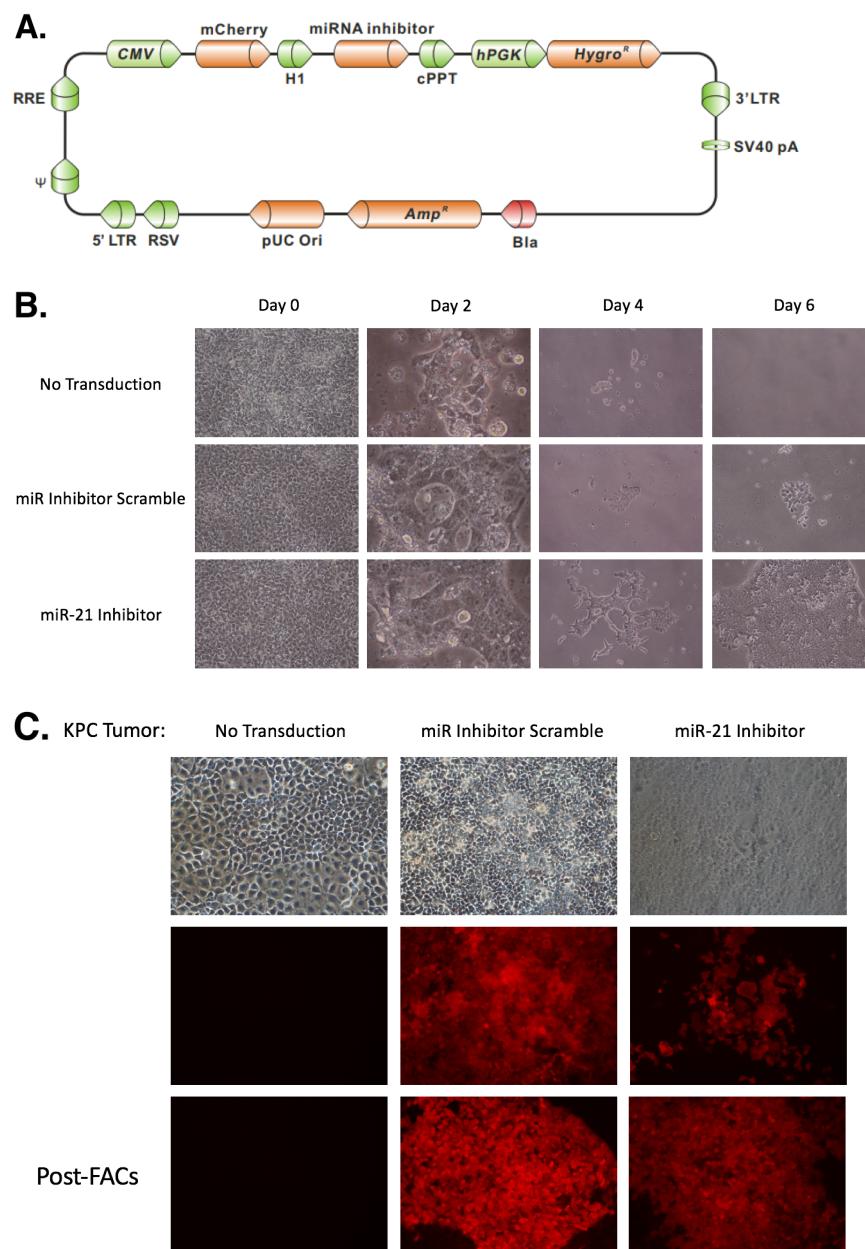 A.
mCherry
miRNA inhibitor
CMV
hPGK
Hygro R
H1
cPPT
RRE
3'LTR
SV40 pA
Ψ
Amp R
5' LTR
RSV
pUC Ori
Bla
B.
Day 0
Day 2
Day 4
Day 6
No Transduction
miR Inhibitor Scramble
miR-21 Inhibitor
C.
KPC Tumor:
No Transduction
miR Inhibitor Scramble
miR-21 Inhibitor
Post-FACs